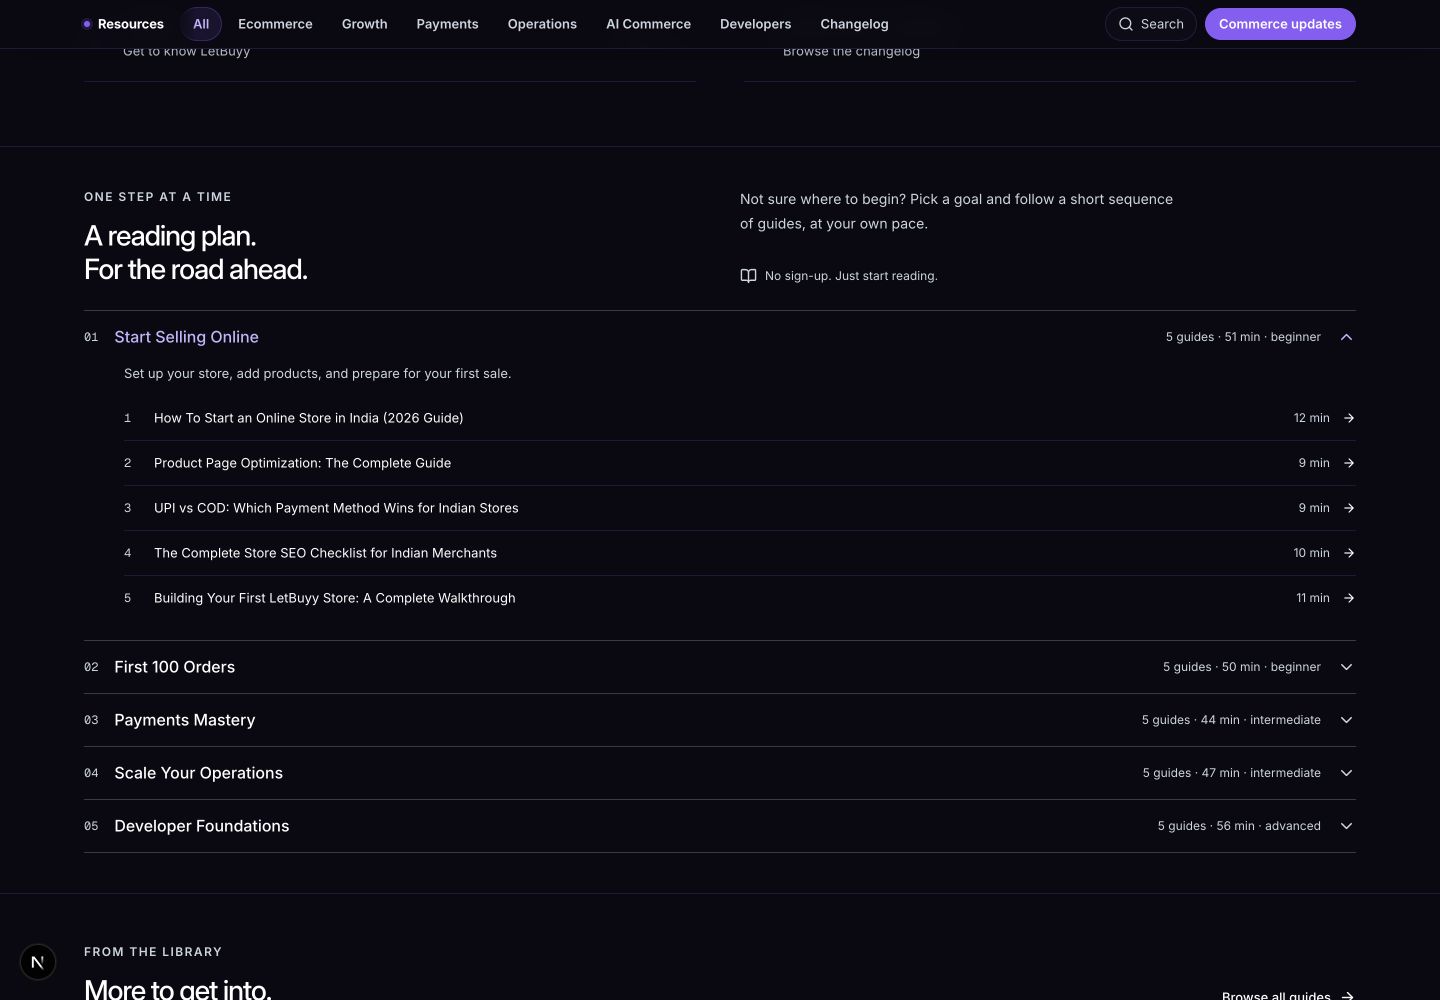 Resources All Ecommerce Growth Payments Operations AI Commerce Developers Changelog Search Commerce updates
Get to know LetBuyy
Browse the changelog
ONE STEP AT A TIME
A reading plan.
For the road ahead.
Not sure where to begin? Pick a goal and follow a short sequence
of guides, at your own pace.
No sign-up. Just start reading.
01 Start Selling Online 5 guides · 51 min · beginner
Set up your store, add products, and prepare for your first sale.
1 How To Start an Online Store in India (2026 Guide) 12 min
2 Product Page Optimization: The Complete Guide 9 min
3 UPI vs COD: Which Payment Method Wins for Indian Stores 9 min
4 The Complete Store SEO Checklist for Indian Merchants 10 min
5 Building Your First LetBuyy Store: A Complete Walkthrough 11 min
02 First 100 Orders 5 guides · 50 min · beginner
03 Payments Mastery 5 guides · 44 min · intermediate
04 Scale Your Operations 5 guides · 47 min · intermediate
05 Developer Foundations 5 guides · 56 min · advanced
FROM THE LIBRARY
More to get into.
Browse all guides
N